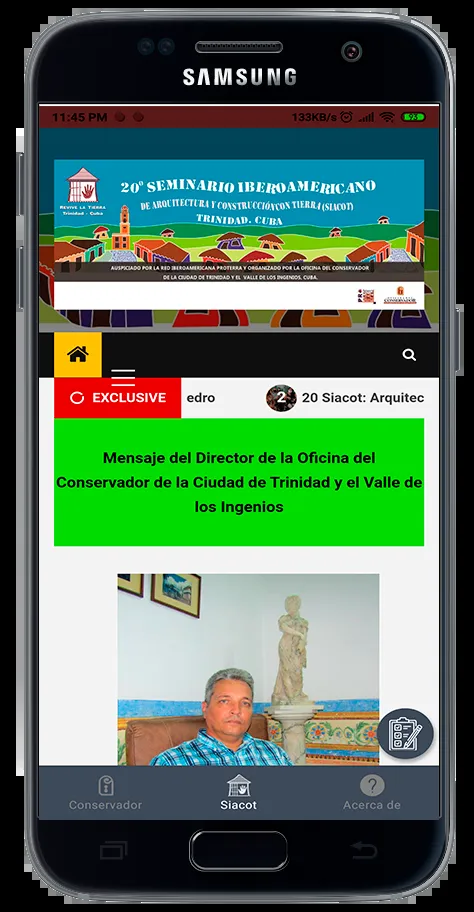 SAMSUNG
11:45 PM 133KB/s 93
REVIVE LA TIERRA
Trinidad - Cuba
20º SEMINARIO IBEROAMERICANO
DE ARQUITECTURA Y CONSTRUCCIÓNCON TIERRA (SIACOT)
TRINIDAD. CUBA
AUSPICIADO POR LA RED IBEROAMERICANA PROTERRA Y ORGANIZADO POR LA OFICINA DEL CONSERVADOR
DE LA CIUDAD DE TRINIDAD Y EL VALLE DE LOS INGENIOS, CUBA.
CONSERVADOR
EXCLUSIVE edro 2 20 Siacot: Arquitec
Mensaje del Director de la Oficina del
Conservador de la Ciudad de Trinidad y el Valle de
los Ingenios
Conservador Siacot Acerca de